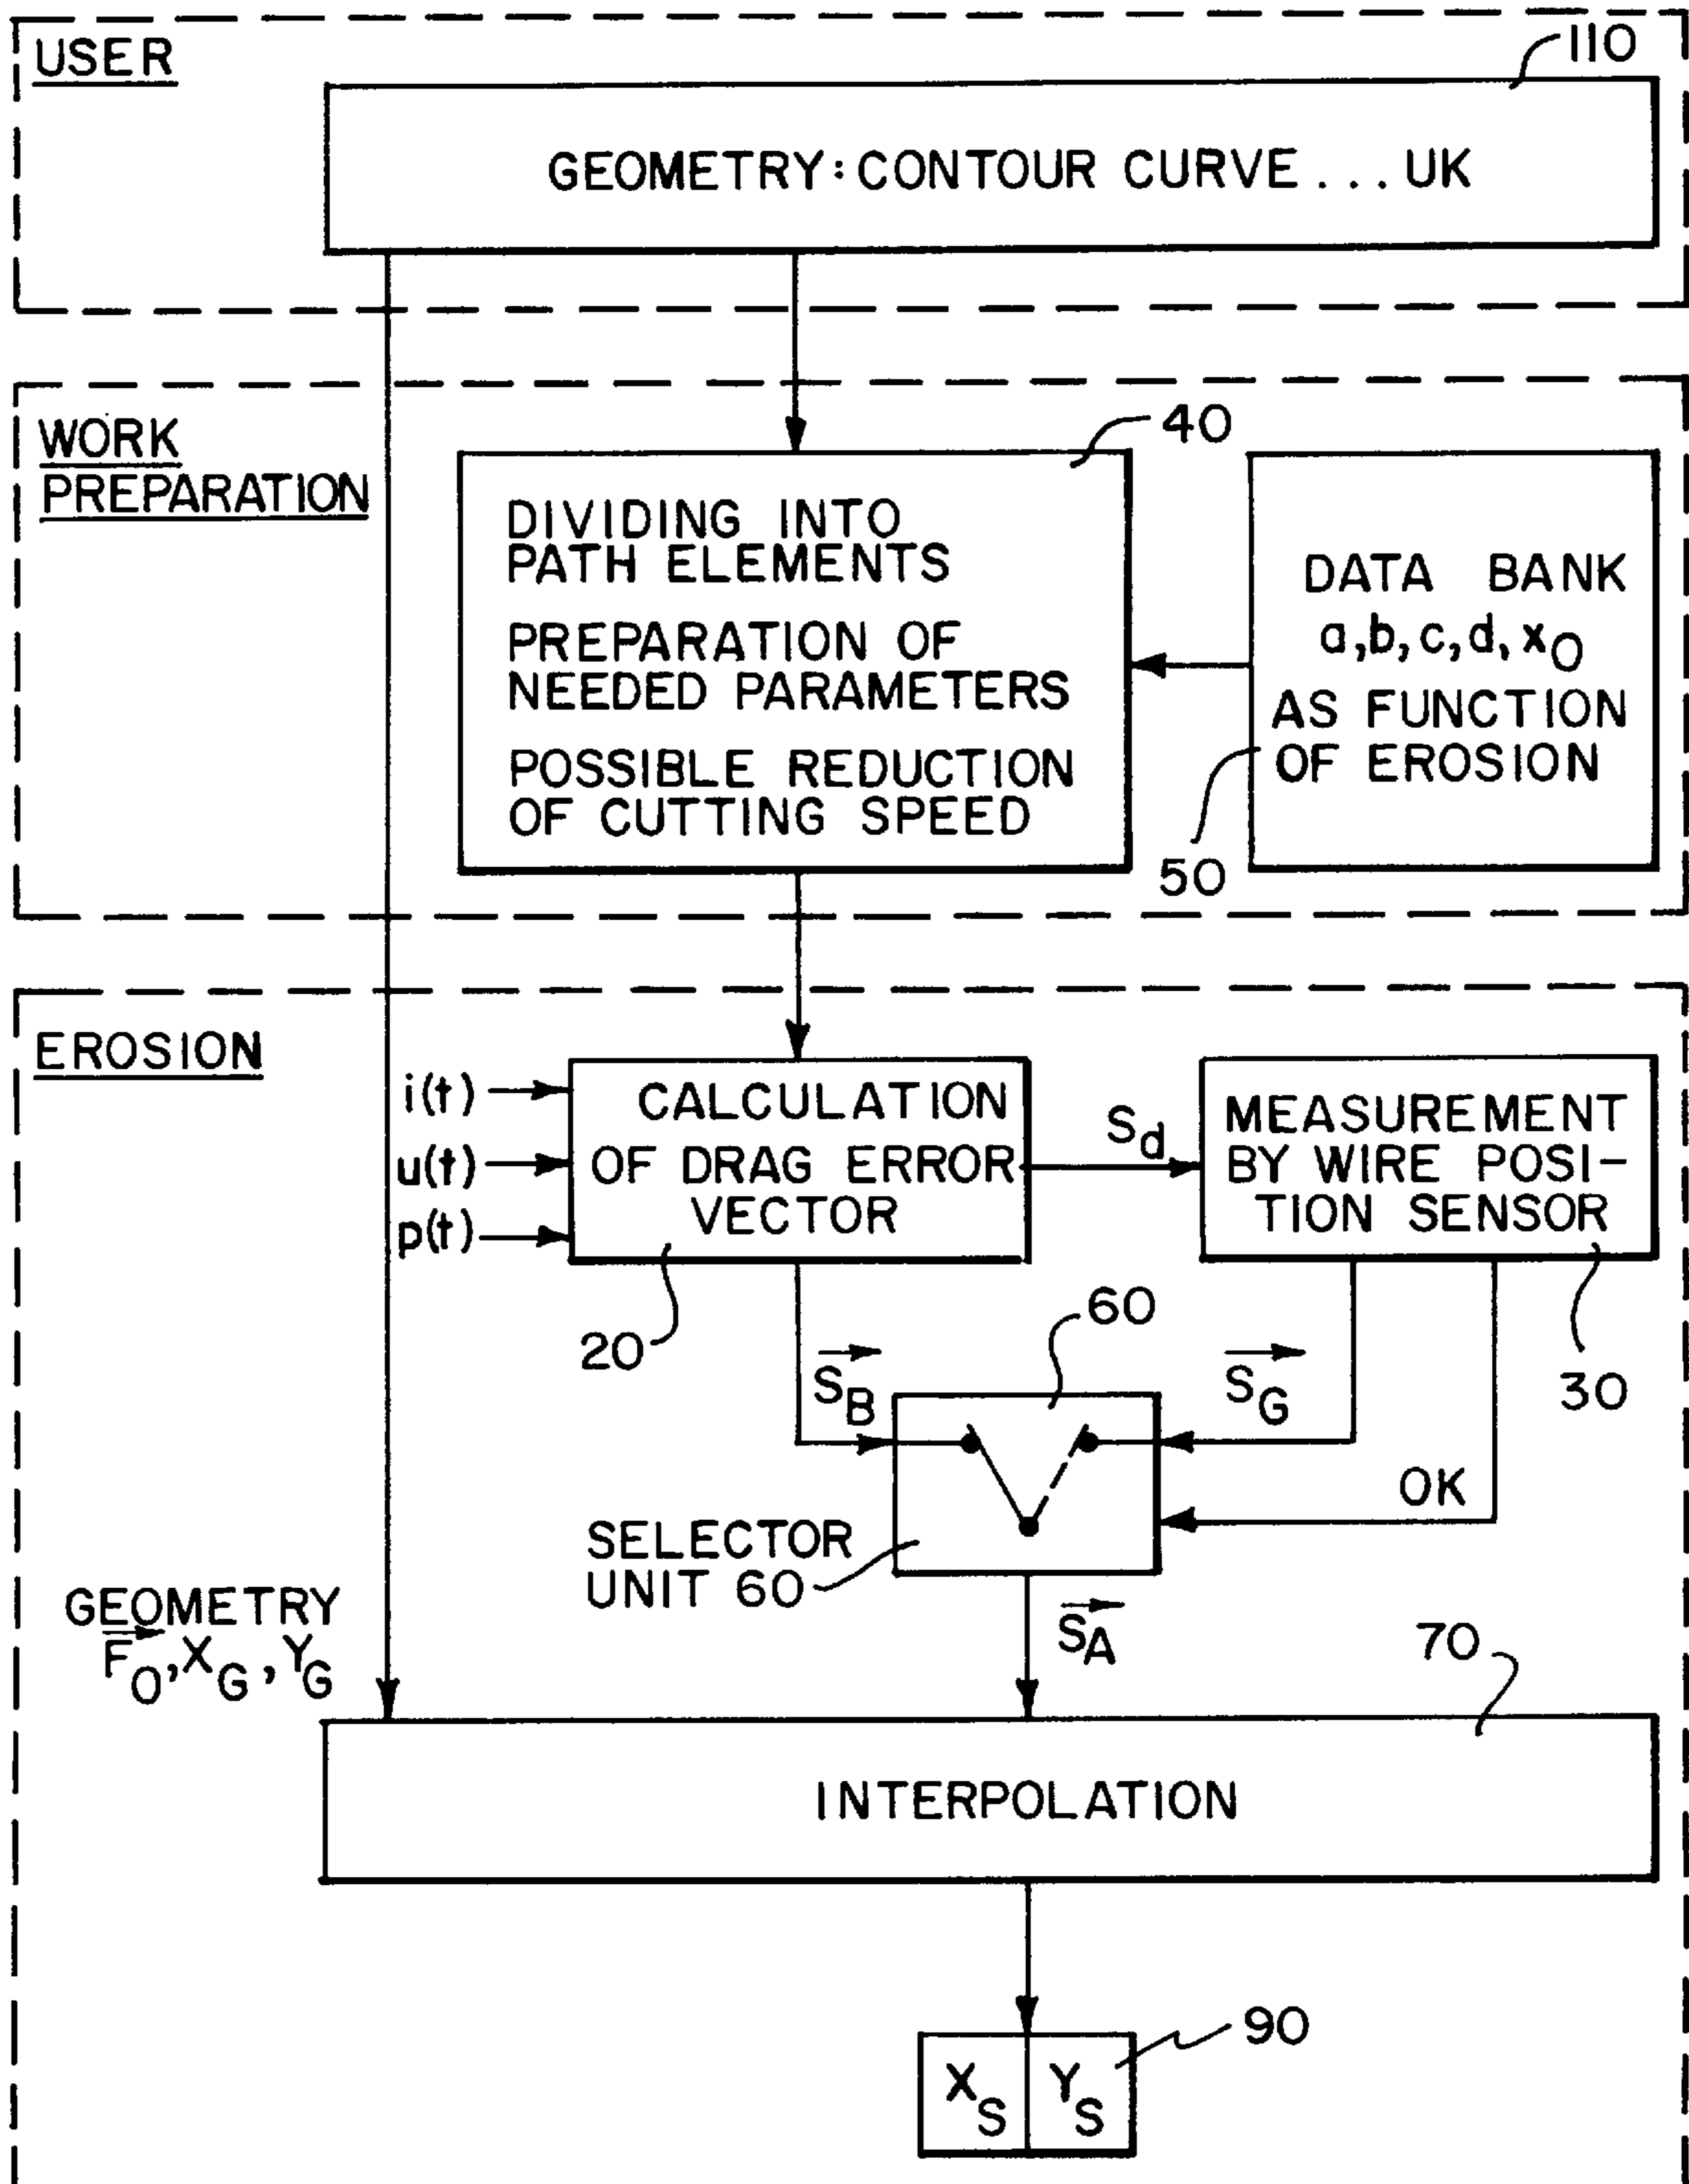 USER
110
GEOMETRY: CONTOUR CURVE... UK
WORK
PREPARATION
40
DIVIDING INTO
PATH ELEMENTS
PREPARATION OF
NEEDED PARAMETERS
POSSIBLE REDUCTION
OF CUTTING SPEED
DATA BANK
a,b,c,d,x0
AS FUNCTION
OF EROSION
50
EROSION
i(t)
u(t)
p(t)
CALCULATION
OF DRAG ERROR
VECTOR
20
Sd
MEASUREMENT
BY WIRE POSI-
TION SENSOR
30
SB
60
SG
OK
SELECTOR
UNIT 60
SA
GEOMETRY
F0,XG,YG
70
INTERPOLATION
XS YS
90